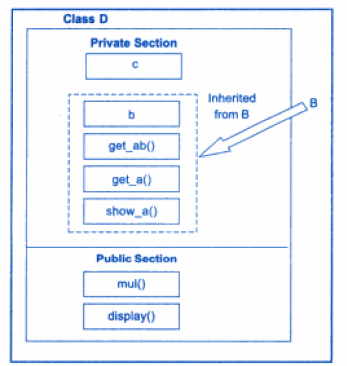 Class D
Private Section
c
Inherited
from B
B
b
get_ab()
get_a()
show_a()
Public Section
mul()
display()